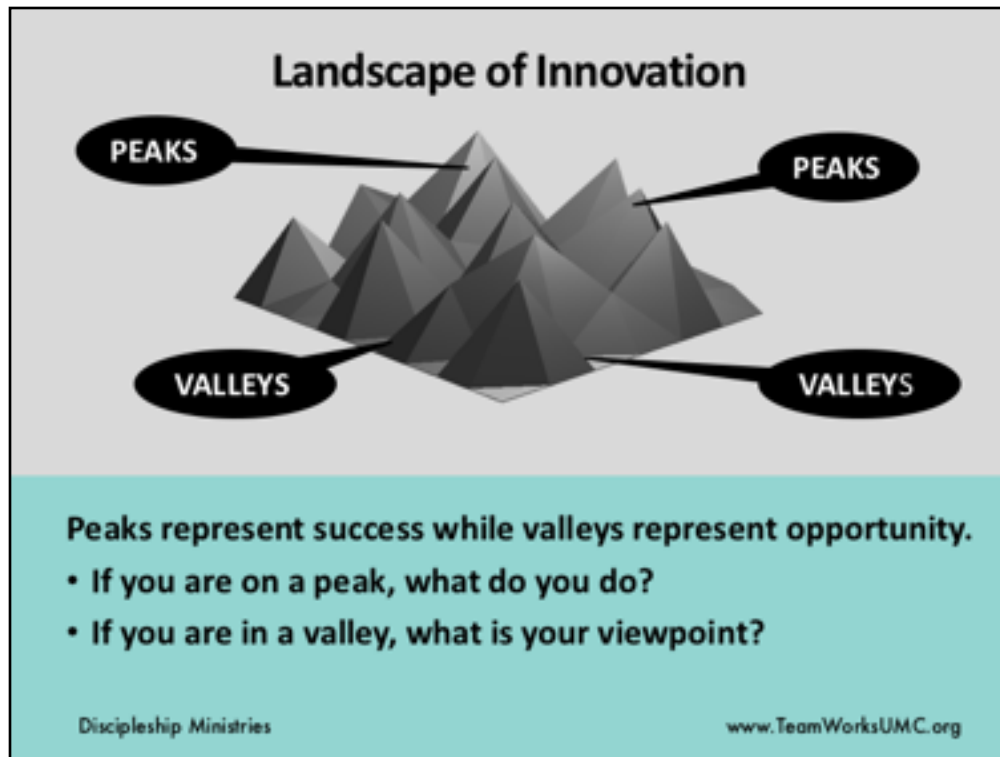 Landscape of Innovation
PEAKS
PEAKS
VALLEYS
VALLEYS
Peaks represent success while valleys represent opportunity.
• If you are on a peak, what do you do?
• If you are in a valley, what is your viewpoint?
Discipleship Ministries
www.TeamWorksUMC.org